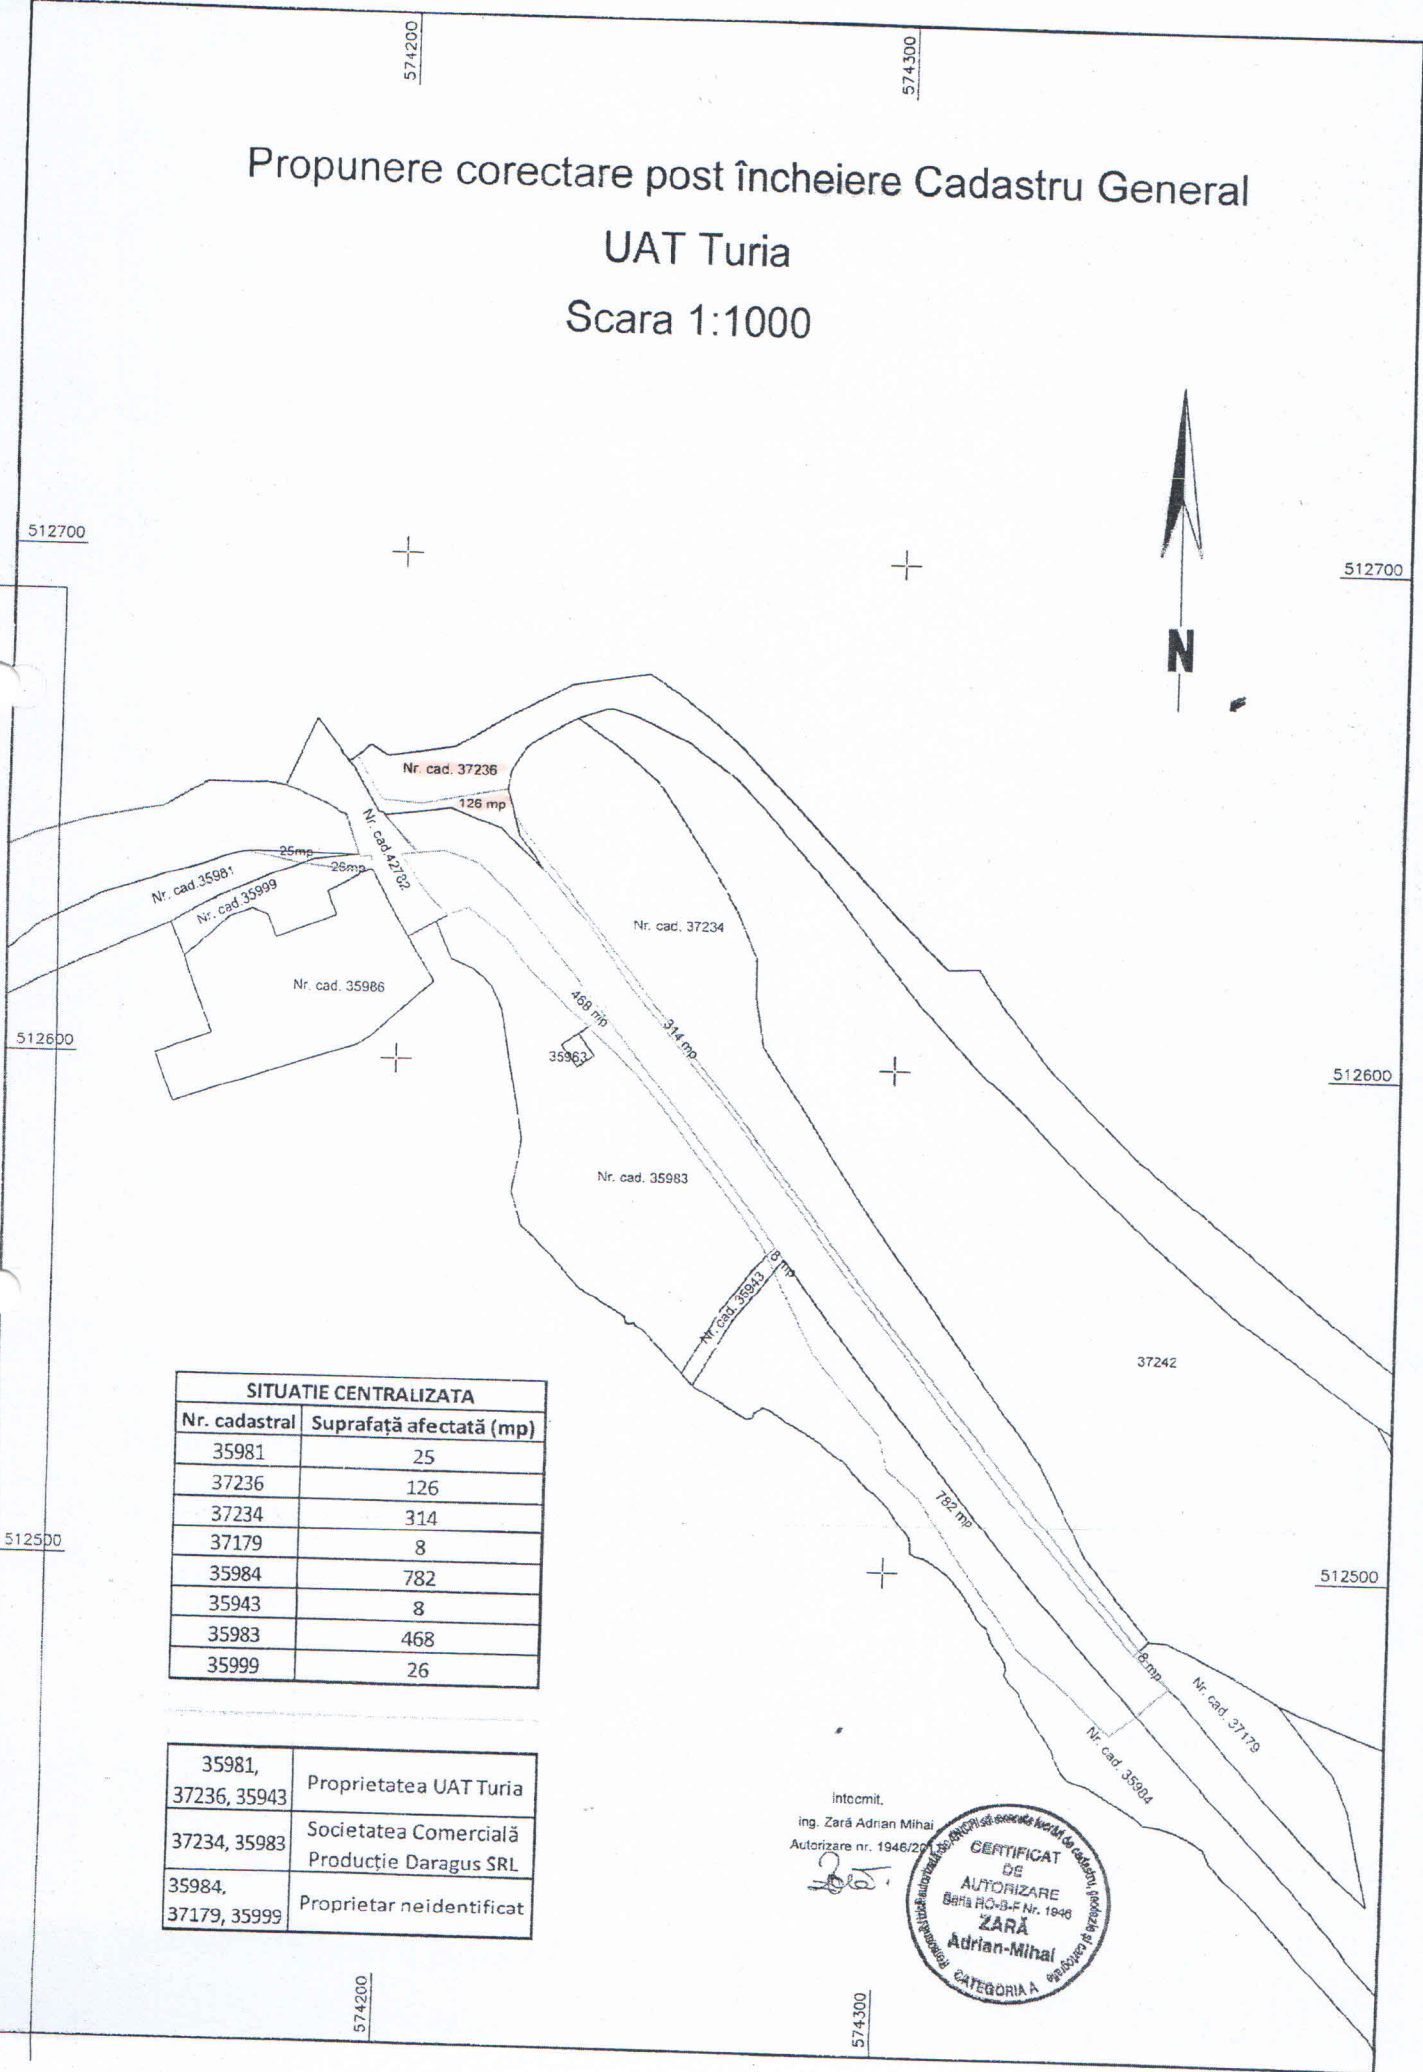 574200
574300
Propunere corectare post încheiere Cadastru General
UAT Turia
Scara 1:1000
512700
512700
N
Nr. cad. 37236
126 mp
Nr. cad.42782
25mp
26mp
Nr. cad.35981
Nr. cad.35999
Nr. cad. 37234
Nr. cad. 35986
468 mp
314 mp
512600
35963
512600
Nr. cad. 35983
8 mp
Nr. cad. 35943
37242
SITUATIE CENTRALIZATA
Nr. cadastral Suprafață afectată (mp)
35981 25
37236 126
37234 314
37179 8
35984 782
35943 8
35983 468
35999 26
782 mp
512500
512500
8 mp
Nr. cad. 37179
Nr. cad. 35984
35981,
37236, 35943 Proprietatea UAT Turia
37234, 35983 Societatea Comercială
Producție Daragus SRL
35984,
37179, 35999 Proprietar neidentificat
Intocmit,
ing. Zară Adrian Mihai
Autorizare nr. 1946/
CERTIFICAT
DE
AUTORIZARE
Seria RO-B-F Nr. 1946
ZARĂ
Adrian-Mihai
CATEGORIA A
574200
574300